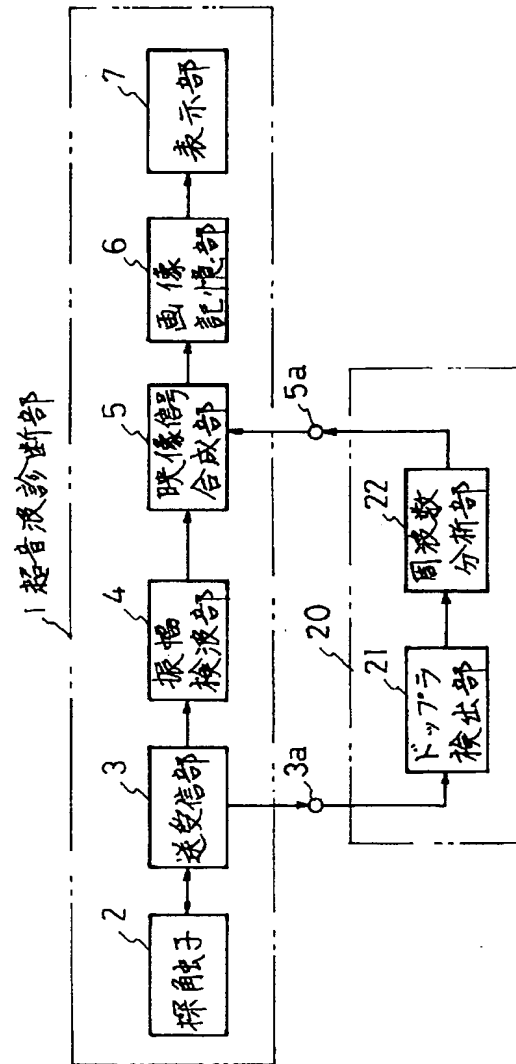 1 超音波診断部
2
探触子
3
送受信部
4
振幅
検波部
5
映像信号
合成部
6
画像
記憶部
7
表示部
3a
5a
20
21
ドップラ
検出部
22
周波数
分析部